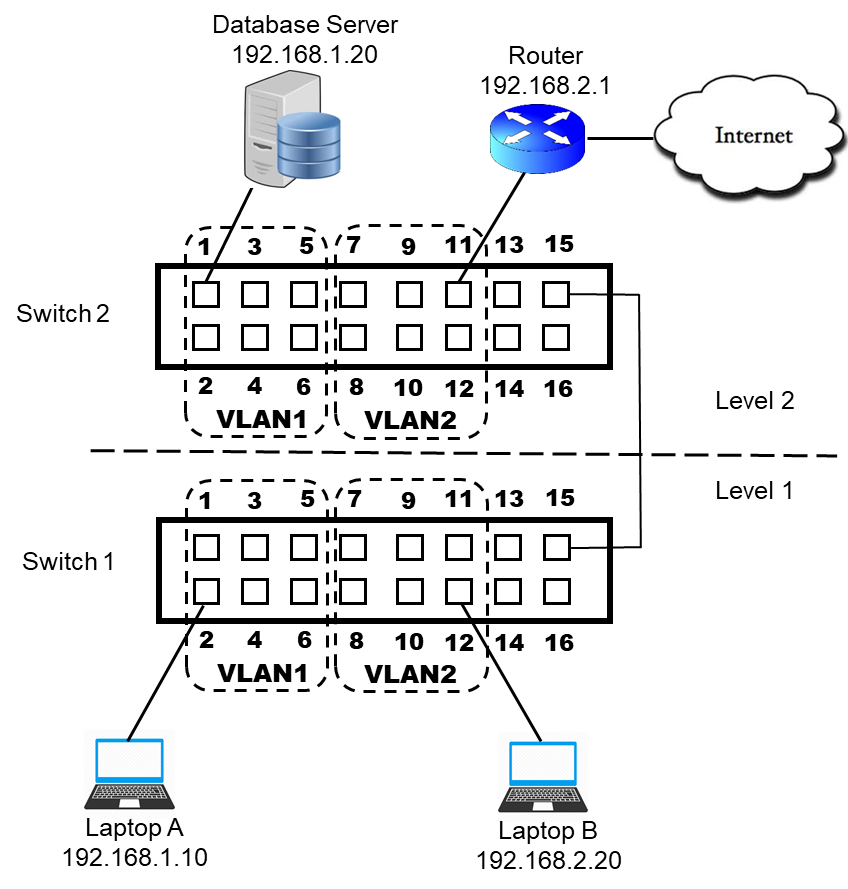 Database Server
192.168.1.20
Router
192.168.2.1
Internet
1 3 5 7 9 11 13 15
Switch 2
2 4 6 8 10 12 14 16
VLAN1 VLAN2
Level 2
Level 1
1 3 5 7 9 11 13 15
Switch 1
2 4 6 8 10 12 14 16
VLAN1 VLAN2
Laptop A
192.168.1.10
Laptop B
192.168.2.20